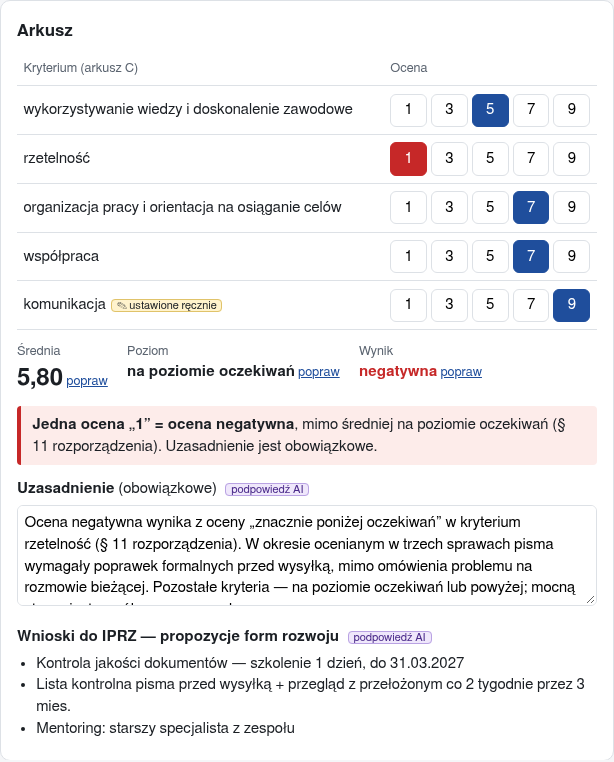 Arkusz
Kryterium (arkusz C) Ocena
wykorzystywanie wiedzy i doskonalenie zawodowe 1 3 5 7 9
rzetelność 1 3 5 7 9
organizacja pracy i orientacja na osiąganie celów 1 3 5 7 9
współpraca 1 3 5 7 9
komunikacja ✎ ustawione ręcznie 1 3 5 7 9
Średnia Poziom Wynik
5,80 popraw na poziomie oczekiwań popraw negatywna popraw
Jedna ocena „1” = ocena negatywna, mimo średniej na poziomie oczekiwań (§
11 rozporządzenia). Uzasadnienie jest obowiązkowe.
Uzasadnienie (obowiązkowe) podpowiedź AI
Ocena negatywna wynika z oceny „znacznie poniżej oczekiwań” w kryterium
rzetelność (§ 11 rozporządzenia). W okresie ocenianym w trzech sprawach pisma
wymagały poprawek formalnych przed wysyłką, mimo omówienia problemu na
rozmowie bieżącej. Pozostałe kryteria — na poziomie oczekiwań lub powyżej; mocną
Wnioski do IPRZ — propozycje form rozwoju podpowiedź AI
• Kontrola jakości dokumentów — szkolenie 1 dzień, do 31.03.2027
• Lista kontrolna pisma przed wysyłką + przegląd z przełożonym co 2 tygodnie przez 3
mies.
• Mentoring: starszy specjalista z zespołu